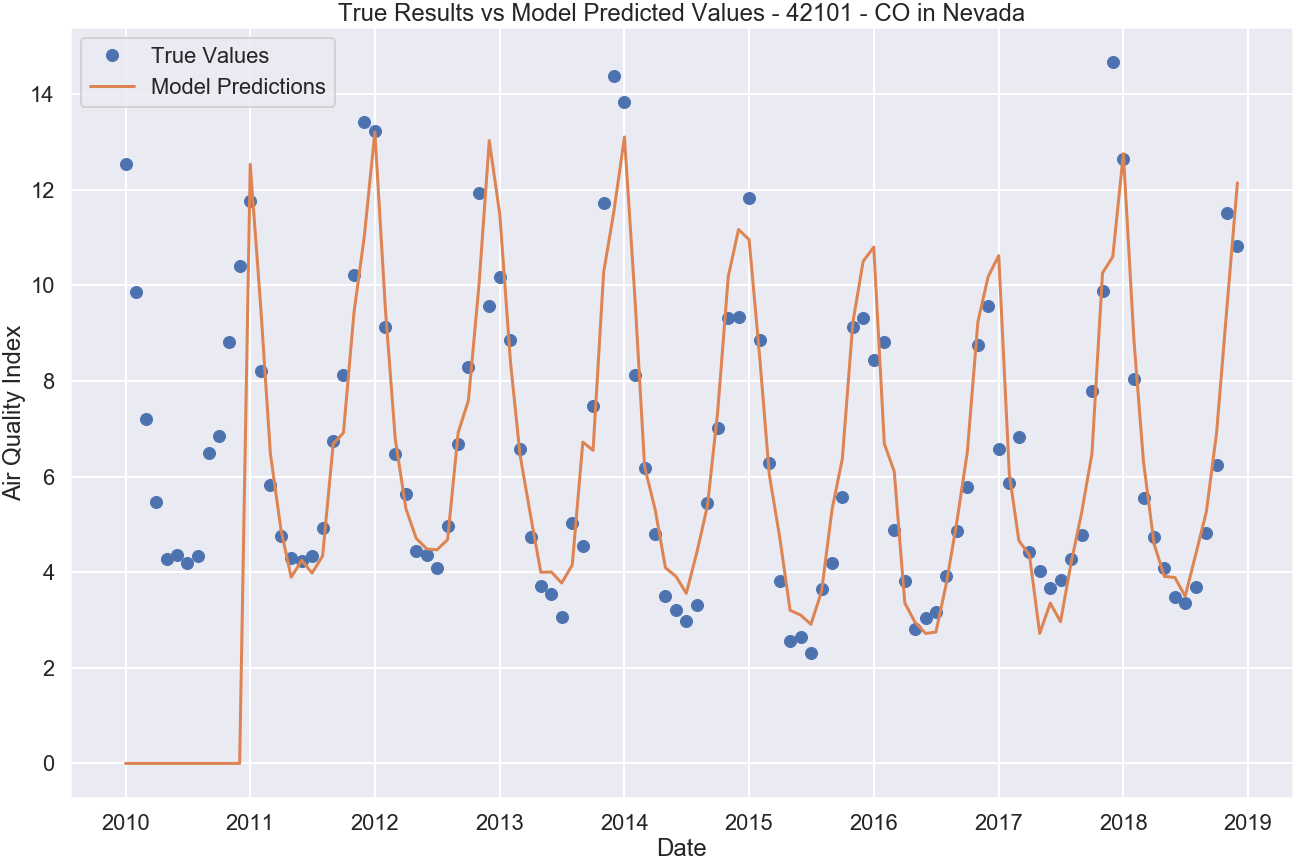 True Results vs Model Predicted Values - 42101 - CO in Nevada
True Values
Model Predictions
14
12
10
8
6
4
2
0
Air Quality Index
2010 2011 2012 2013 2014 2015 2016 2017 2018 2019
Date